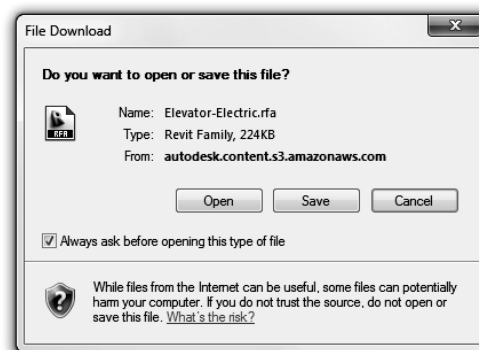 File Download
x
Do you want to open or save this file?
RFA
Name: Elevator-Electric.rfa
Type: Revit Family, 224KB
From: autodesk.content.s3.amazonaws.com
Open Save Cancel
Always ask before opening this type of file
While files from the Internet can be useful, some files can potentially
harm your computer. If you do not trust the source, do not open or
save this file. What's the risk?